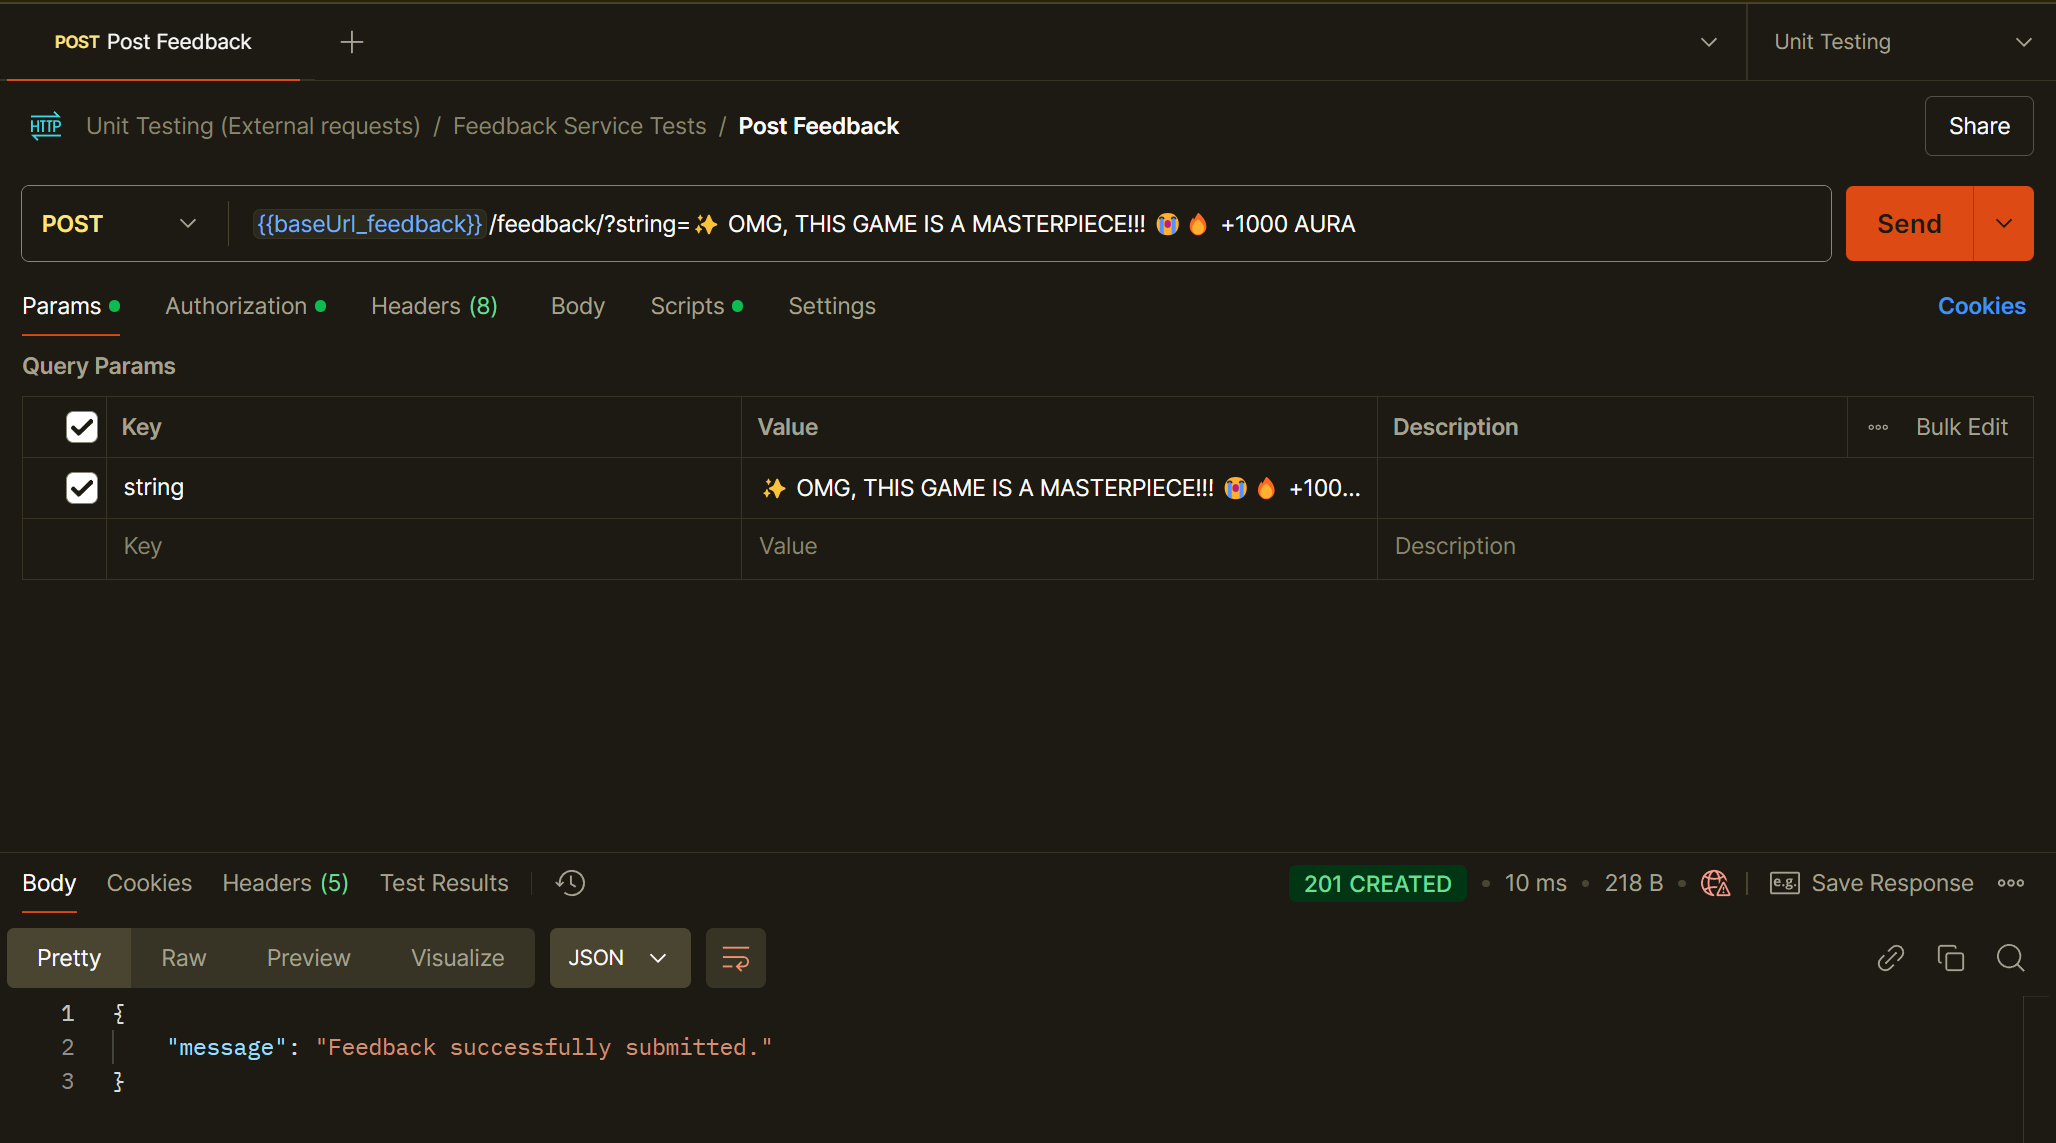 POST Post Feedback
Unit Testing
HTTP Unit Testing (External requests) / Feedback Service Tests / Post Feedback
Share
POST {{baseUrl_feedback}}/feedback/?string=✨ OMG, THIS GAME IS A MASTERPIECE!!! 😭🔥 +1000 AURA
Send
Params Authorization Headers (8) Body Scripts Settings Cookies
Query Params
Key Value Description Bulk Edit
string ✨ OMG, THIS GAME IS A MASTERPIECE!!! 😭🔥 +100...
Key Value Description
Body Cookies Headers (5) Test Results 201 CREATED • 10 ms • 218 B • e.g. Save Response
Pretty Raw Preview Visualize JSON
1 {
2 "message": "Feedback successfully submitted."
3 }